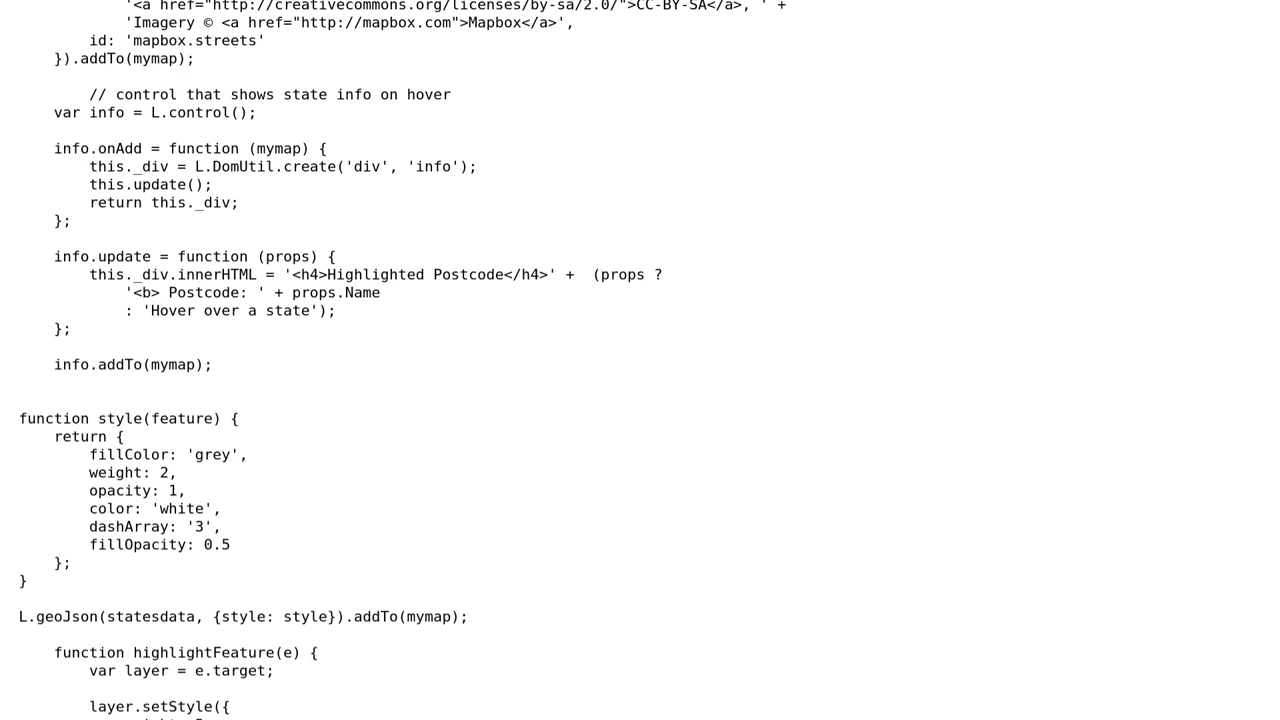 '<a href="http://creativecommons.org/licenses/by-sa/2.0/">CC-BY-SA</a>, ' +
'Imagery © <a href="http://mapbox.com">Mapbox</a>',
id: 'mapbox.streets'
}).addTo(mymap);
// control that shows state info on hover
var info = L.control();
info.onAdd = function (mymap) {
this._div = L.DomUtil.create('div', 'info');
this.update();
return this._div;
};
info.update = function (props) {
this._div.innerHTML = '<h4>Highlighted Postcode</h4>' +  (props ?
'<b> Postcode: ' + props.Name
: 'Hover over a state');
};
info.addTo(mymap);
function style(feature) {
return {
fillColor: 'grey',
weight: 2,
opacity: 1,
color: 'white',
dashArray: '3',
fillOpacity: 0.5
};
}
L.geoJson(statesdata, {style: style}).addTo(mymap);
function highlightFeature(e) {
var layer = e.target;
layer.setStyle({